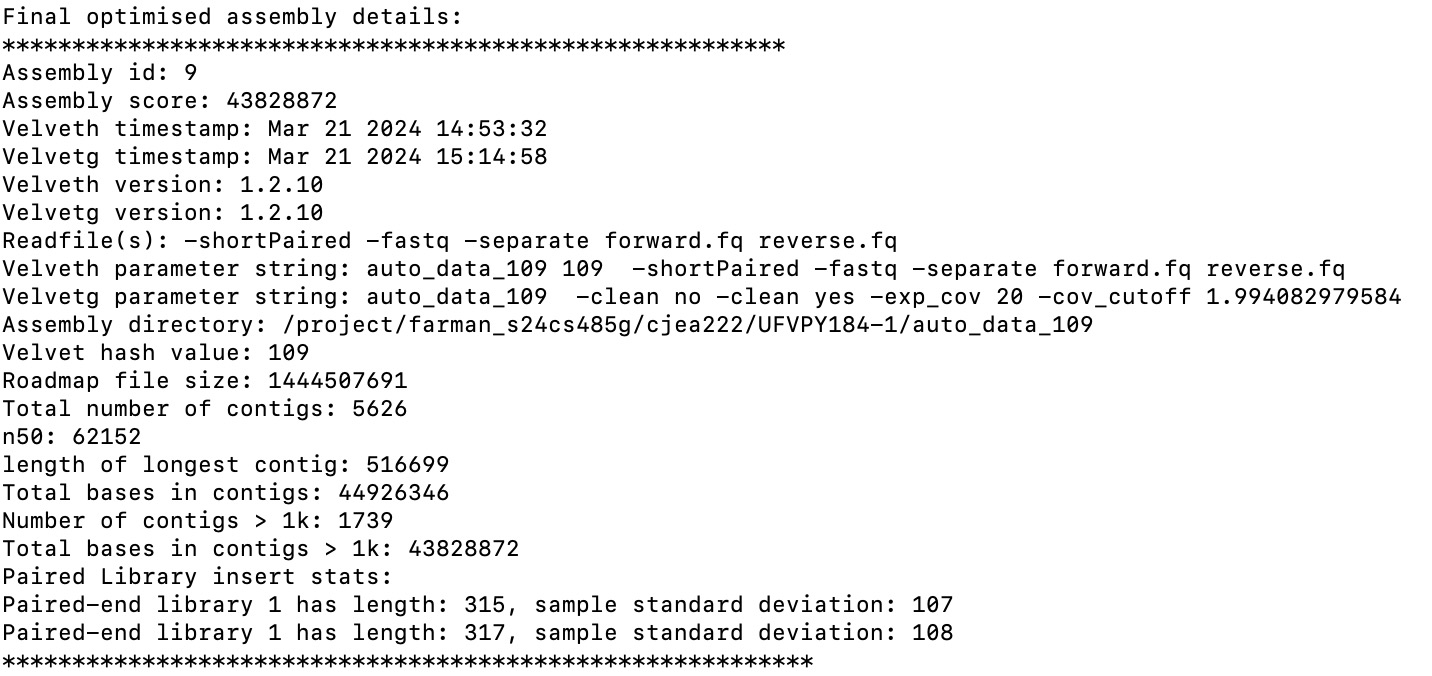 Final optimised assembly details:
********************************************************
Assembly id: 9
Assembly score: 43828872
Velveth timestamp: Mar 21 2024 14:53:32
Velvetg timestamp: Mar 21 2024 15:14:58
Velveth version: 1.2.10
Velvetg version: 1.2.10
Readfile(s): -shortPaired -fastq -separate forward.fq reverse.fq
Velveth parameter string: auto_data_109 109  -shortPaired -fastq -separate forward.fq reverse.fq
Velvetg parameter string: auto_data_109  -clean no -clean yes -exp_cov 20 -cov_cutoff 1.994082979584
Assembly directory: /project/farman_s24cs485g/cjea222/UFVPY184-1/auto_data_109
Velvet hash value: 109
Roadmap file size: 1444507691
Total number of contigs: 5626
n50: 62152
length of longest contig: 516699
Total bases in contigs: 44926346
Number of contigs > 1k: 1739
Total bases in contigs > 1k: 43828872
Paired Library insert stats:
Paired-end library 1 has length: 315, sample standard deviation: 107
Paired-end library 1 has length: 317, sample standard deviation: 108
**********************************************************